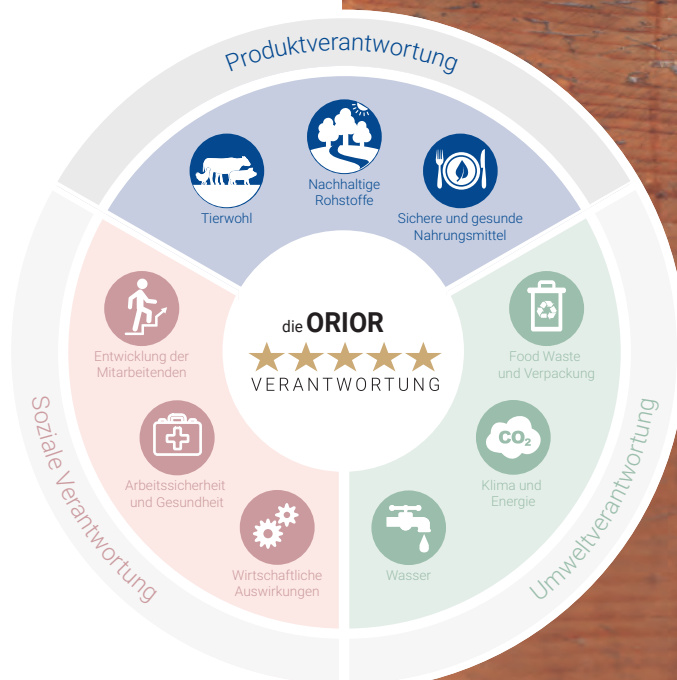 Produktverantwortung
Tierwohl
Nachhaltige
Rohstoffe
Sichere und gesunde
Nahrungsmittel
die ORIOR
VERANTWORTUNG
Entwicklung der
Mitarbeitenden
Arbeitssicherheit
und Gesundheit
Wirtschaftliche
Auswirkungen
Soziale Verantwortung
Food Waste
und Verpackung
CO₂
Klima und
Energie
Wasser
Umweltverantwortung